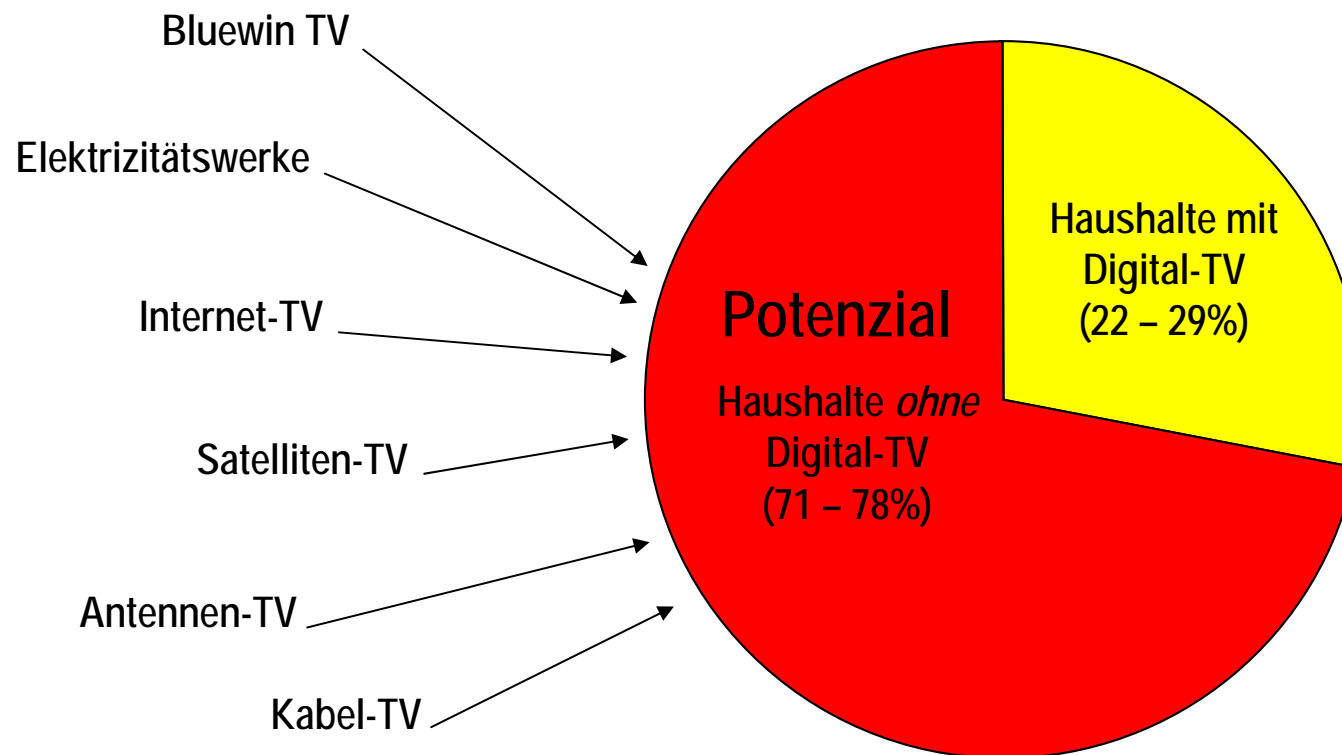 Bluewin TV
Elektrizitätswerke
Internet-TV
Satelliten-TV
Antennen-TV
Kabel-TV
Potenzial
Haushalte ohne
Digital-TV
(71 – 78%)
Haushalte mit
Digital-TV
(22 – 29%)